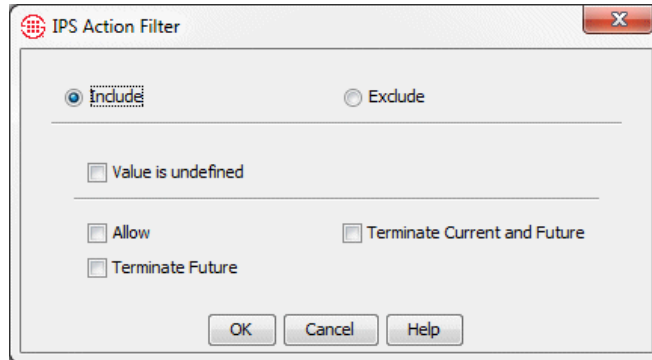 IPS Action Filter
Include Exclude
Value is undefined
Allow Terminate Current and Future
Terminate Future
OK Cancel Help